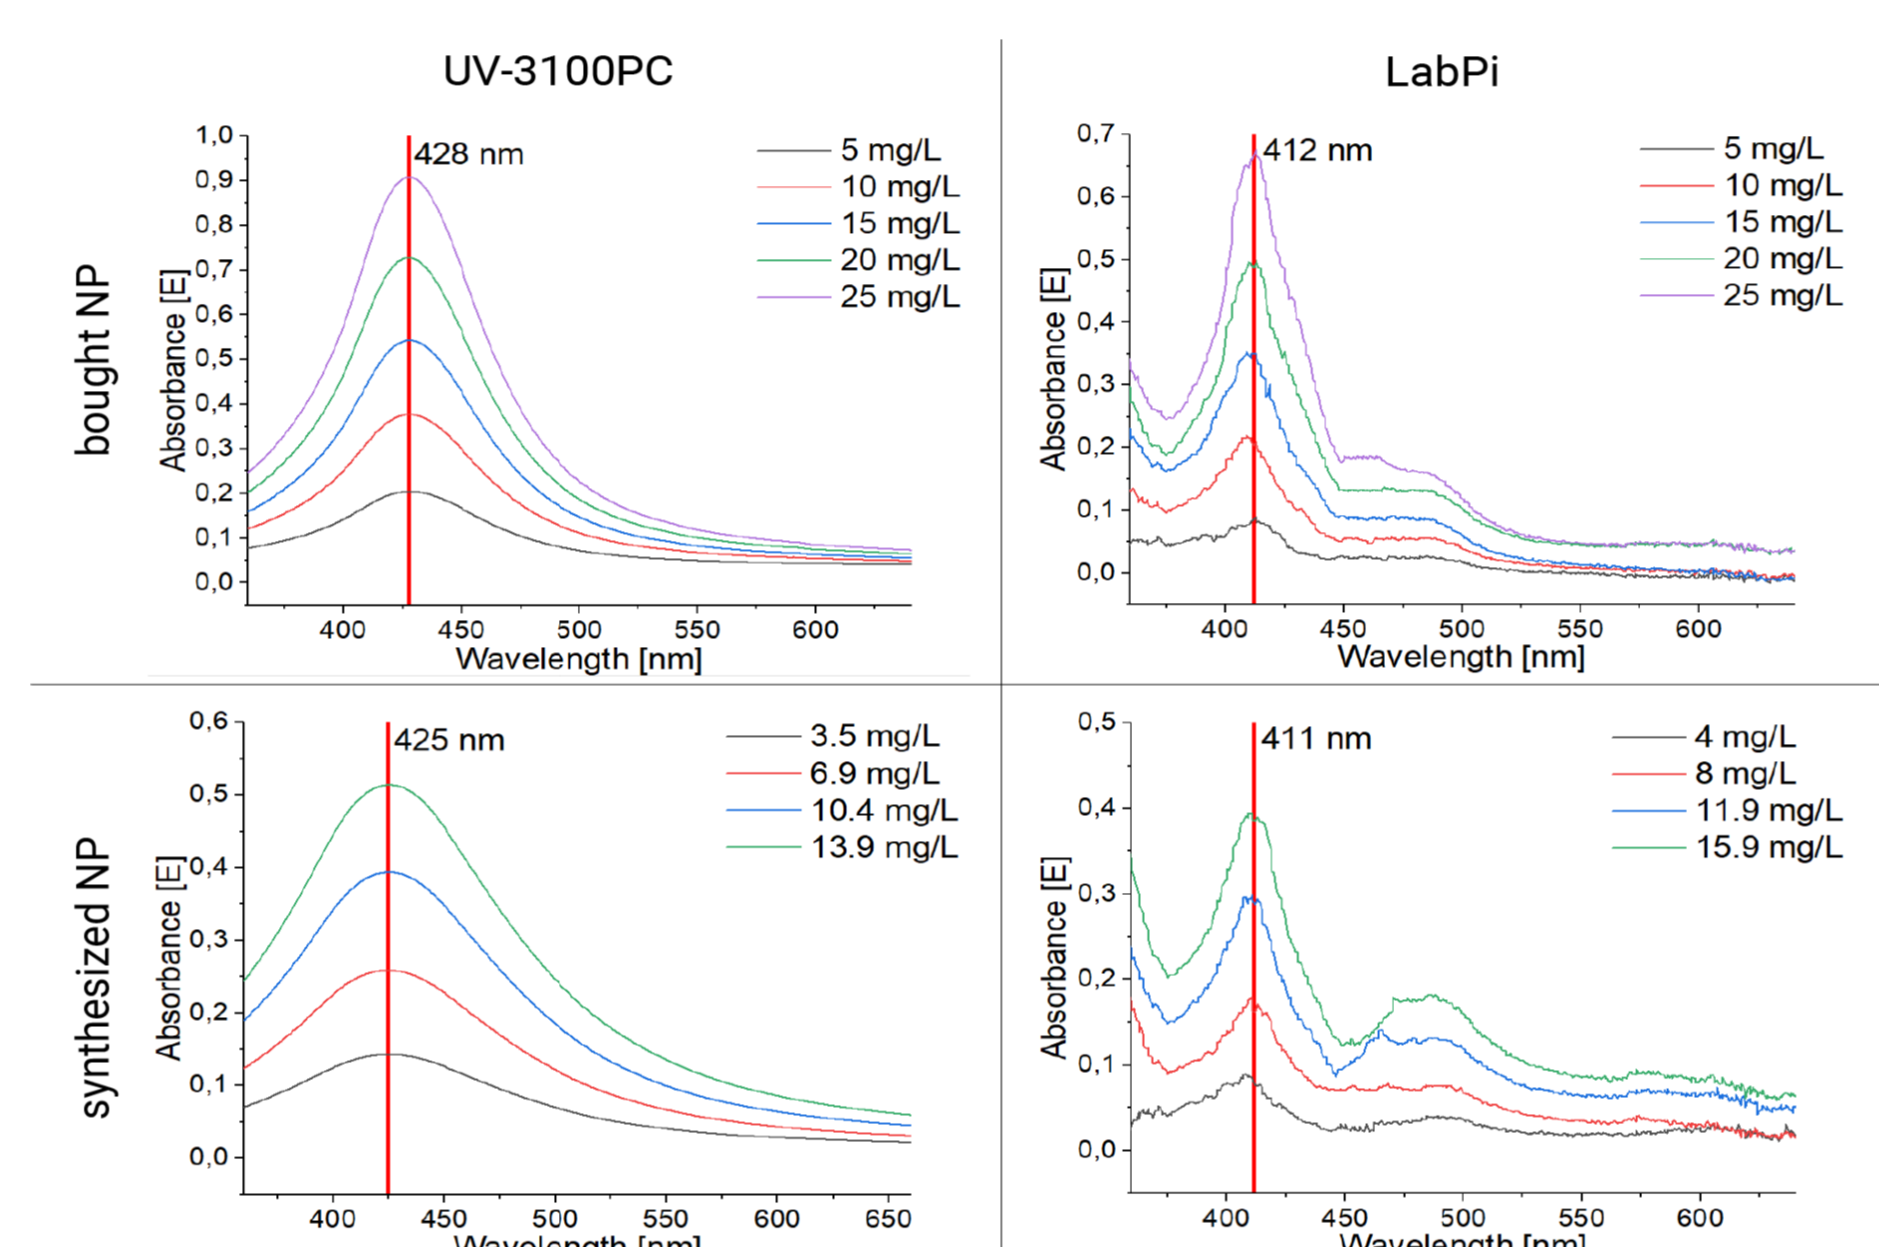 UV-3100PC
LabPi
bought NP
Absorbance [E]
1,0
0,9
0,8
0,7
0,6
0,5
0,4
0,3
0,2
0,1
0,0
428 nm
5 mg/L
10 mg/L
15 mg/L
20 mg/L
25 mg/L
400 450 500 550 600
Wavelength [nm]
Absorbance [E]
0,7
0,6
0,5
0,4
0,3
0,2
0,1
0,0
412 nm
5 mg/L
10 mg/L
15 mg/L
20 mg/L
25 mg/L
400 450 500 550 600
Wavelength [nm]
synthesized NP
Absorbance [E]
0,6
0,5
0,4
0,3
0,2
0,1
0,0
425 nm
3.5 mg/L
6.9 mg/L
10.4 mg/L
13.9 mg/L
400 450 500 550 600 650
Wavelength [nm]
Absorbance [E]
0,5
0,4
0,3
0,2
0,1
0,0
411 nm
4 mg/L
8 mg/L
11.9 mg/L
15.9 mg/L
400 450 500 550 600
Wavelength [nm]